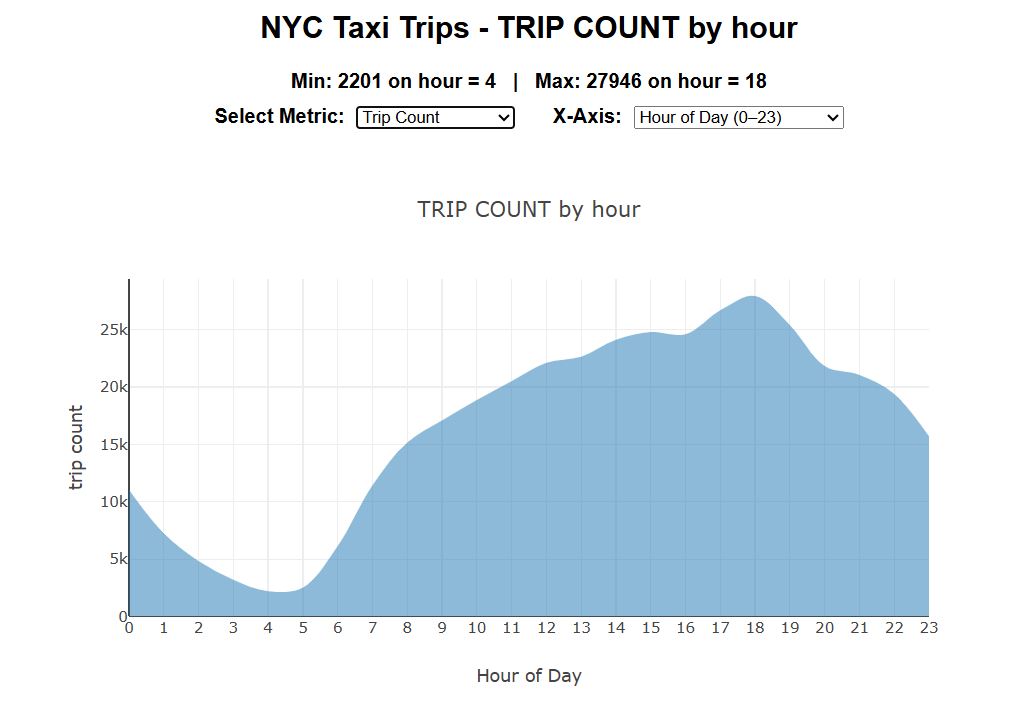 NYC Taxi Trips - TRIP COUNT by hour
Min: 2201 on hour = 4 | Max: 27946 on hour = 18
Select Metric: Trip Count X-Axis: Hour of Day (0–23)
TRIP COUNT by hour
25k
20k
15k
10k
5k
0
trip count
0 1 2 3 4 5 6 7 8 9 10 11 12 13 14 15 16 17 18 19 20 21 22 23
Hour of Day